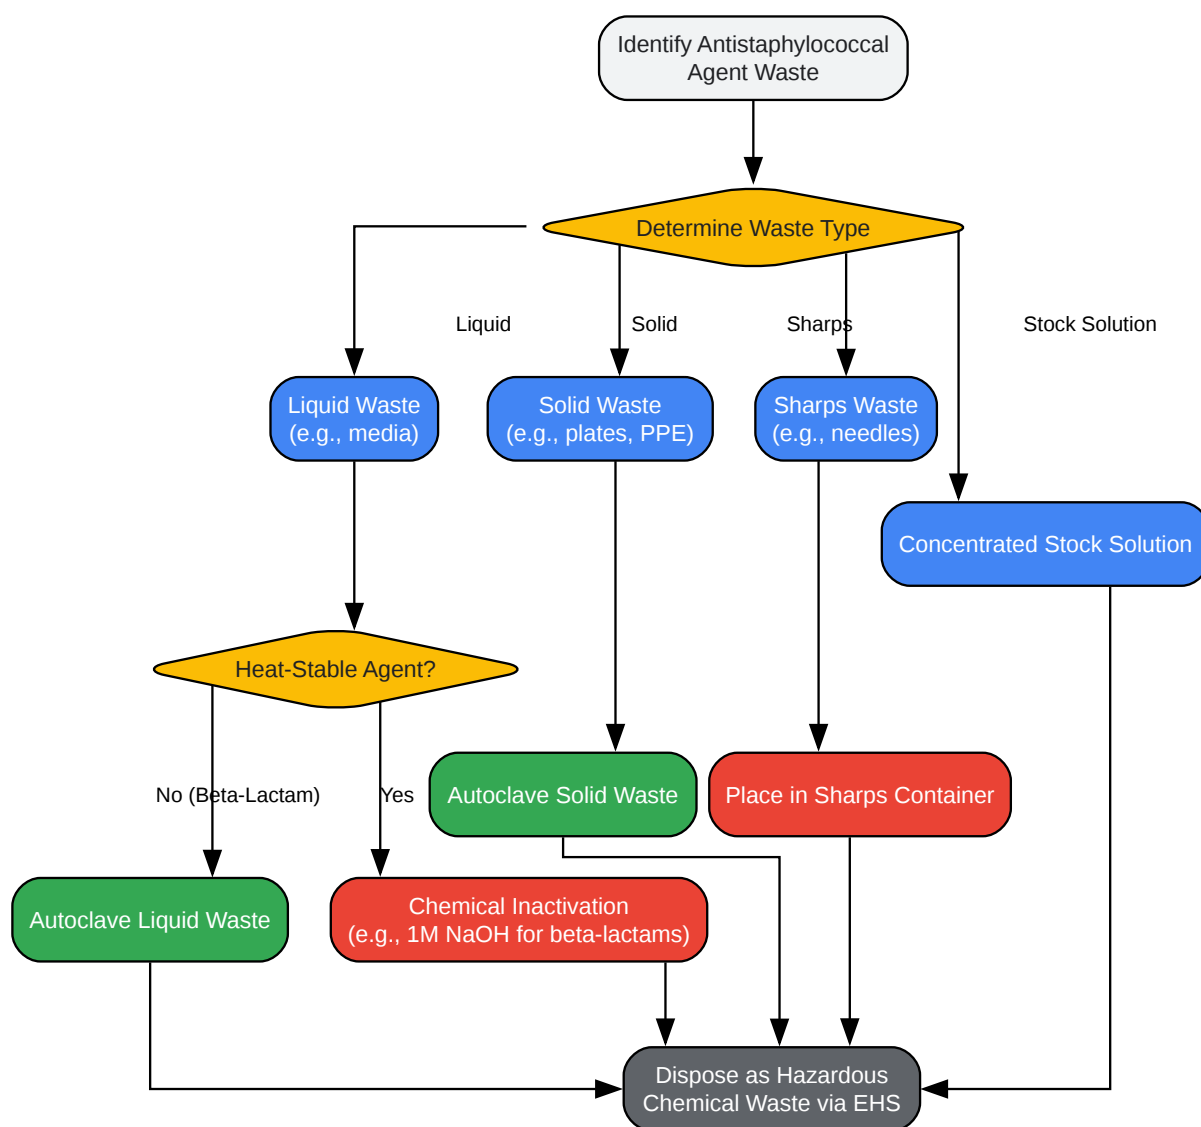 Identify Antistaphylococcal
Agent Waste
Determine Waste Type
Liquid
Solid
Sharps
Stock Solution
Liquid Waste
(e.g., media)
Solid Waste
(e.g., plates, PPE)
Sharps Waste
(e.g., needles)
Concentrated Stock Solution
Heat-Stable Agent?
No (Beta-Lactam)
Yes
Autoclave Solid Waste
Place in Sharps Container
Autoclave Liquid Waste
Chemical Inactivation
(e.g., 1M NaOH for beta-lactams)
Dispose as Hazardous
Chemical Waste via EHS